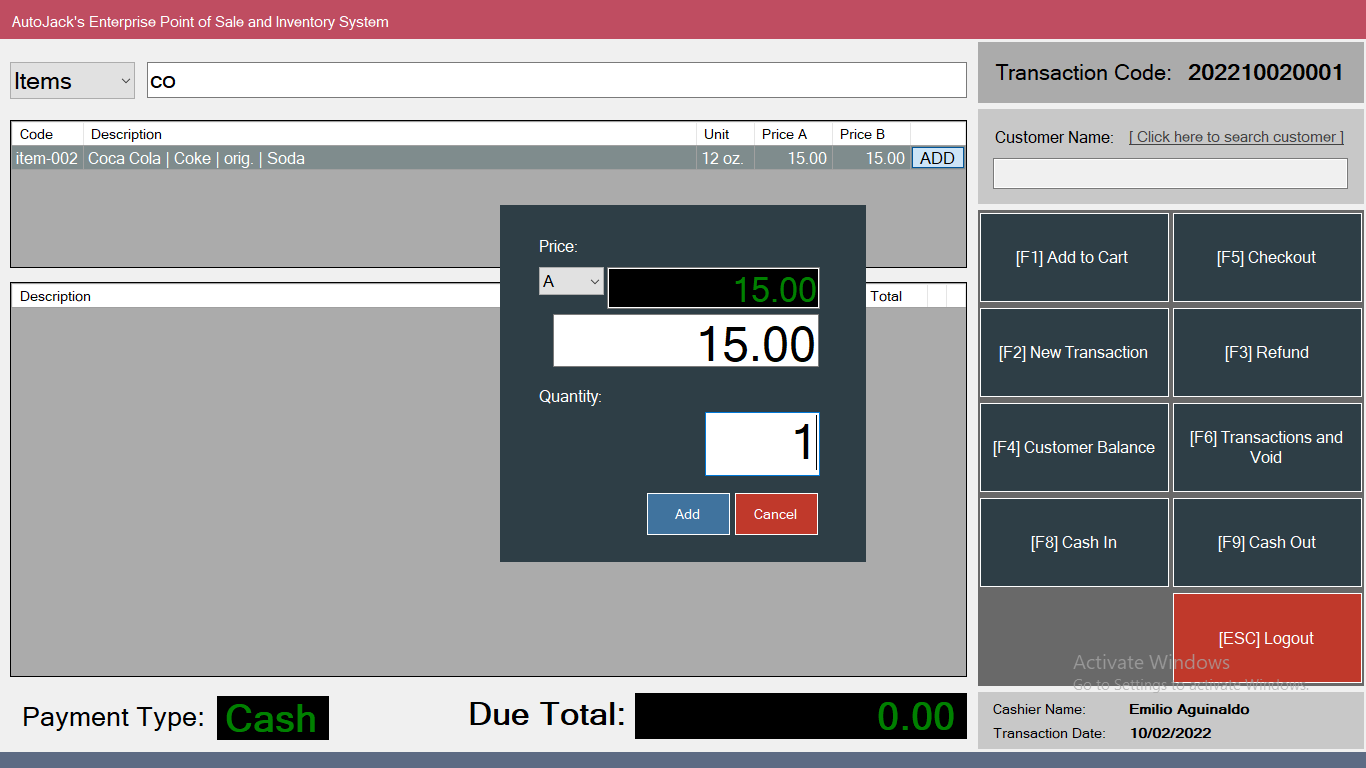 AutoJack's Enterprise Point of Sale and Inventory System
Items
co
Transaction Code: 202210020001
Customer Name: [ Click here to search customer ]
Code Description Unit Price A Price B
item-002 Coca Cola | Coke | orig. | Soda 12 oz. 15.00 15.00 ADD
Description Total
Price:
A 15.00
15.00
Quantity:
1
Add Cancel
[F1] Add to Cart
[F5] Checkout
[F2] New Transaction
[F3] Refund
[F4] Customer Balance
[F6] Transactions and
Void
[F8] Cash In
[F9] Cash Out
[ESC] Logout
Activate Windows
Go to Settings to activate Windows.
Payment Type: Cash
Due Total: 0.00
Cashier Name: Emilio Aguinaldo
Transaction Date: 10/02/2022